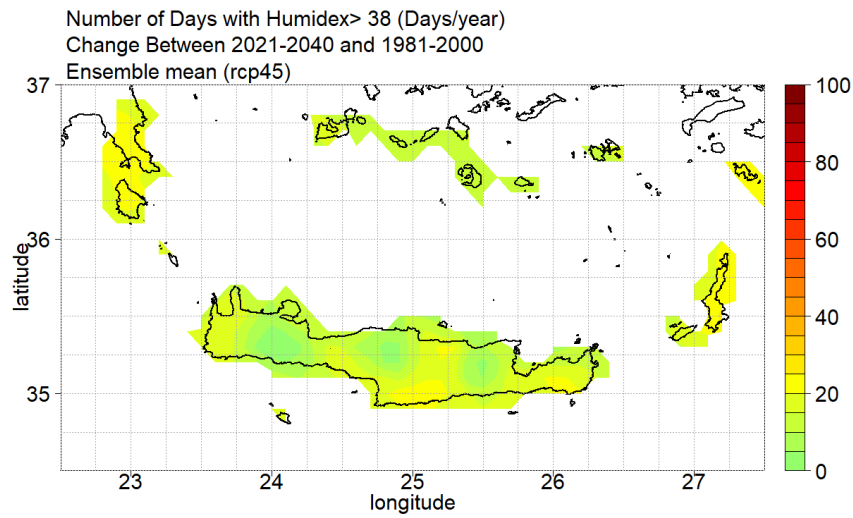 Number of Days with Humidex> 38 (Days/year)
Change Between 2021-2040 and 1981-2000
Ensemble mean (rcp45)
37
36
35
latitude
23
24
25
26
27
longitude
100
80
60
40
20
0